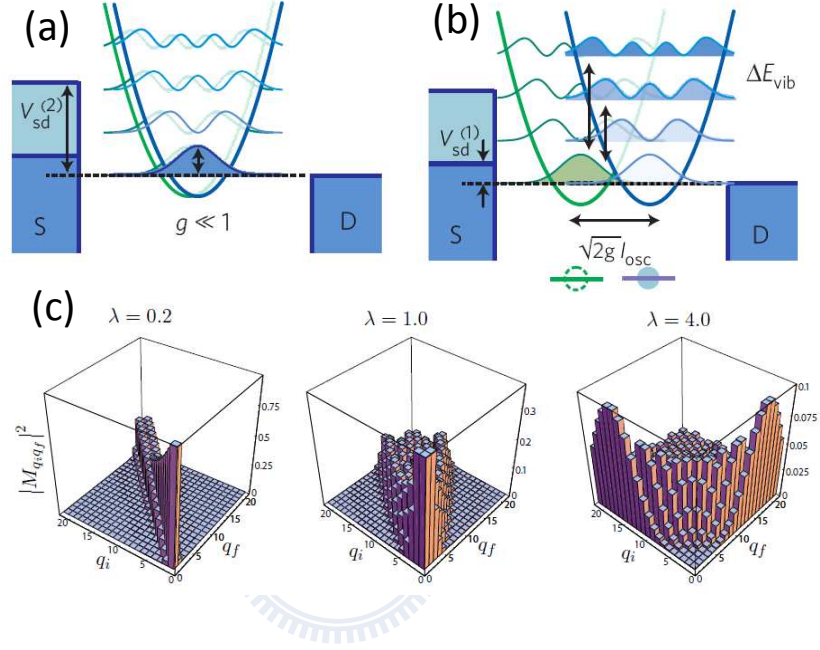 (a)
V_sd^(2)
S
g ≪ 1
D
(b)
V_sd^(1)
S
ΔE_vib
D
√2g l_osc
(c)
λ = 0.2
|M_{q_i q_f}|^2
0.75
0.5
0.25
0
20
15
10
5
0
q_i
0
5
10
15
20
q_f
λ = 1.0
0.3
0.2
0.1
0
20
15
10
5
0
q_i
0
5
10
15
20
q_f
λ = 4.0
0.1
0.075
0.05
0.025
0
20
15
10
5
0
q_i
0
5
10
15
20
q_f